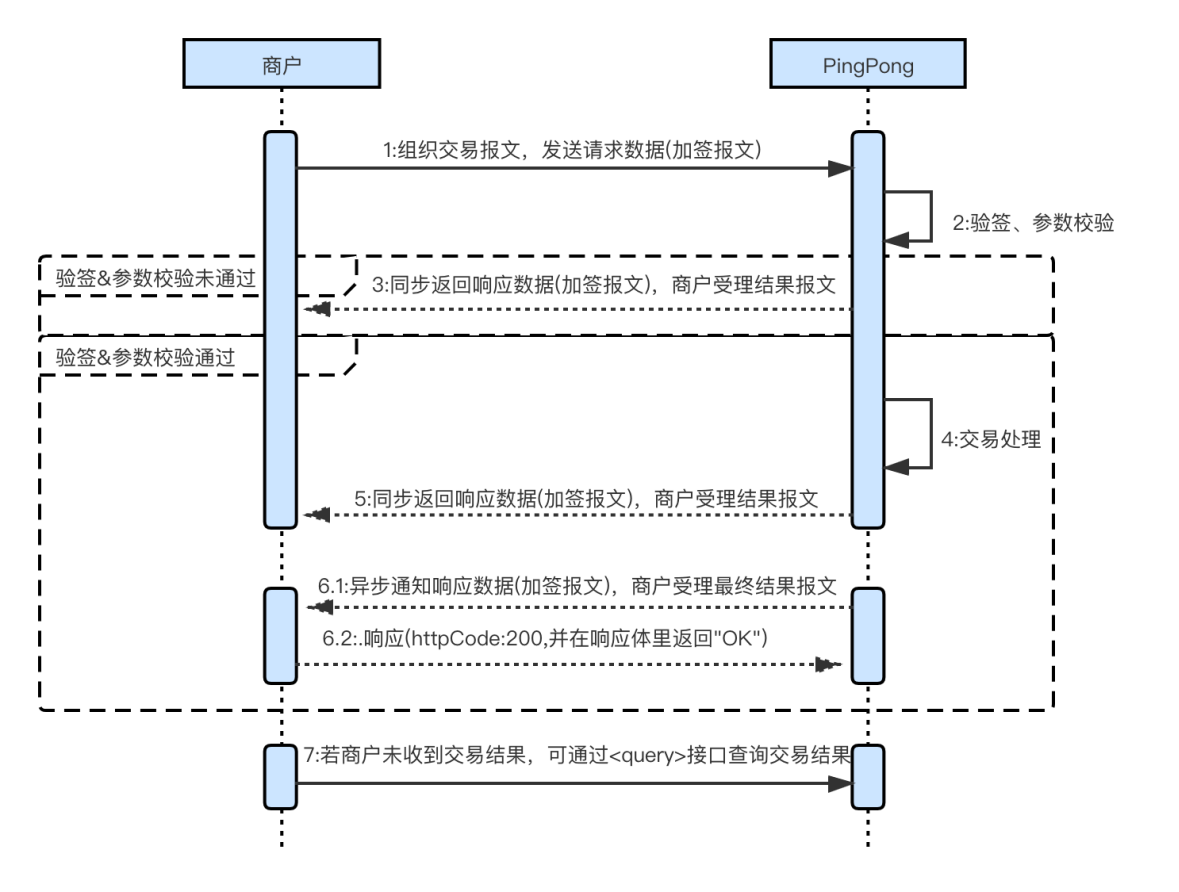 商户
PingPong
1:组织交易报文，发送请求数据(加签报文)
2:验签、参数校验
验签&参数校验未通过
3:同步返回响应数据(加签报文)，商户受理结果报文
验签&参数校验通过
4:交易处理
5:同步返回响应数据(加签报文)，商户受理结果报文
6.1:异步通知响应数据(加签报文)，商户受理最终结果报文
6.2:.响应(httpCode:200,并在响应体里返回"OK")
7:若商户未收到交易结果，可通过<query>接口查询交易结果